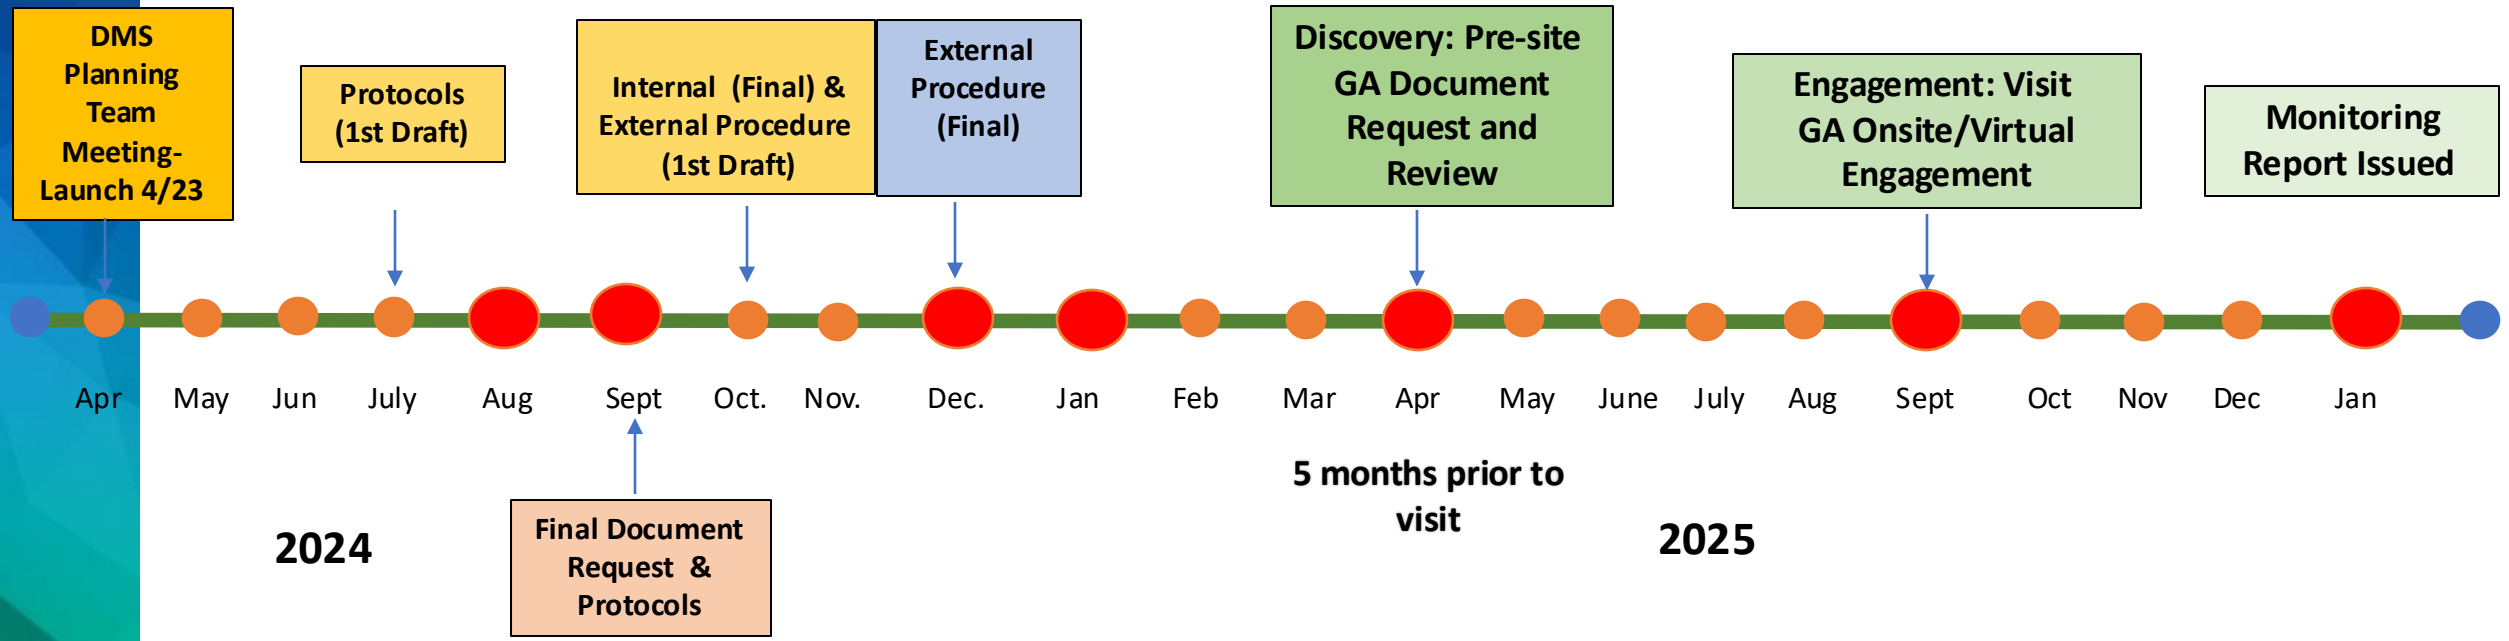 DMS
Planning
Team
Meeting-
Launch 4/23
Protocols
(1st Draft)
Internal (Final) &
External Procedure
(1st Draft)
External
Procedure
(Final)
Discovery: Pre-site
GA Document
Request and
Review
Engagement: Visit
GA Onsite/Virtual
Engagement
Monitoring
Report Issued
Apr May Jun July Aug Sept Oct. Nov. Dec. Jan Feb Mar Apr May June July Aug Sept Oct Nov Dec Jan
5 months prior to
visit
Final Document
Request &
Protocols
2024
2025